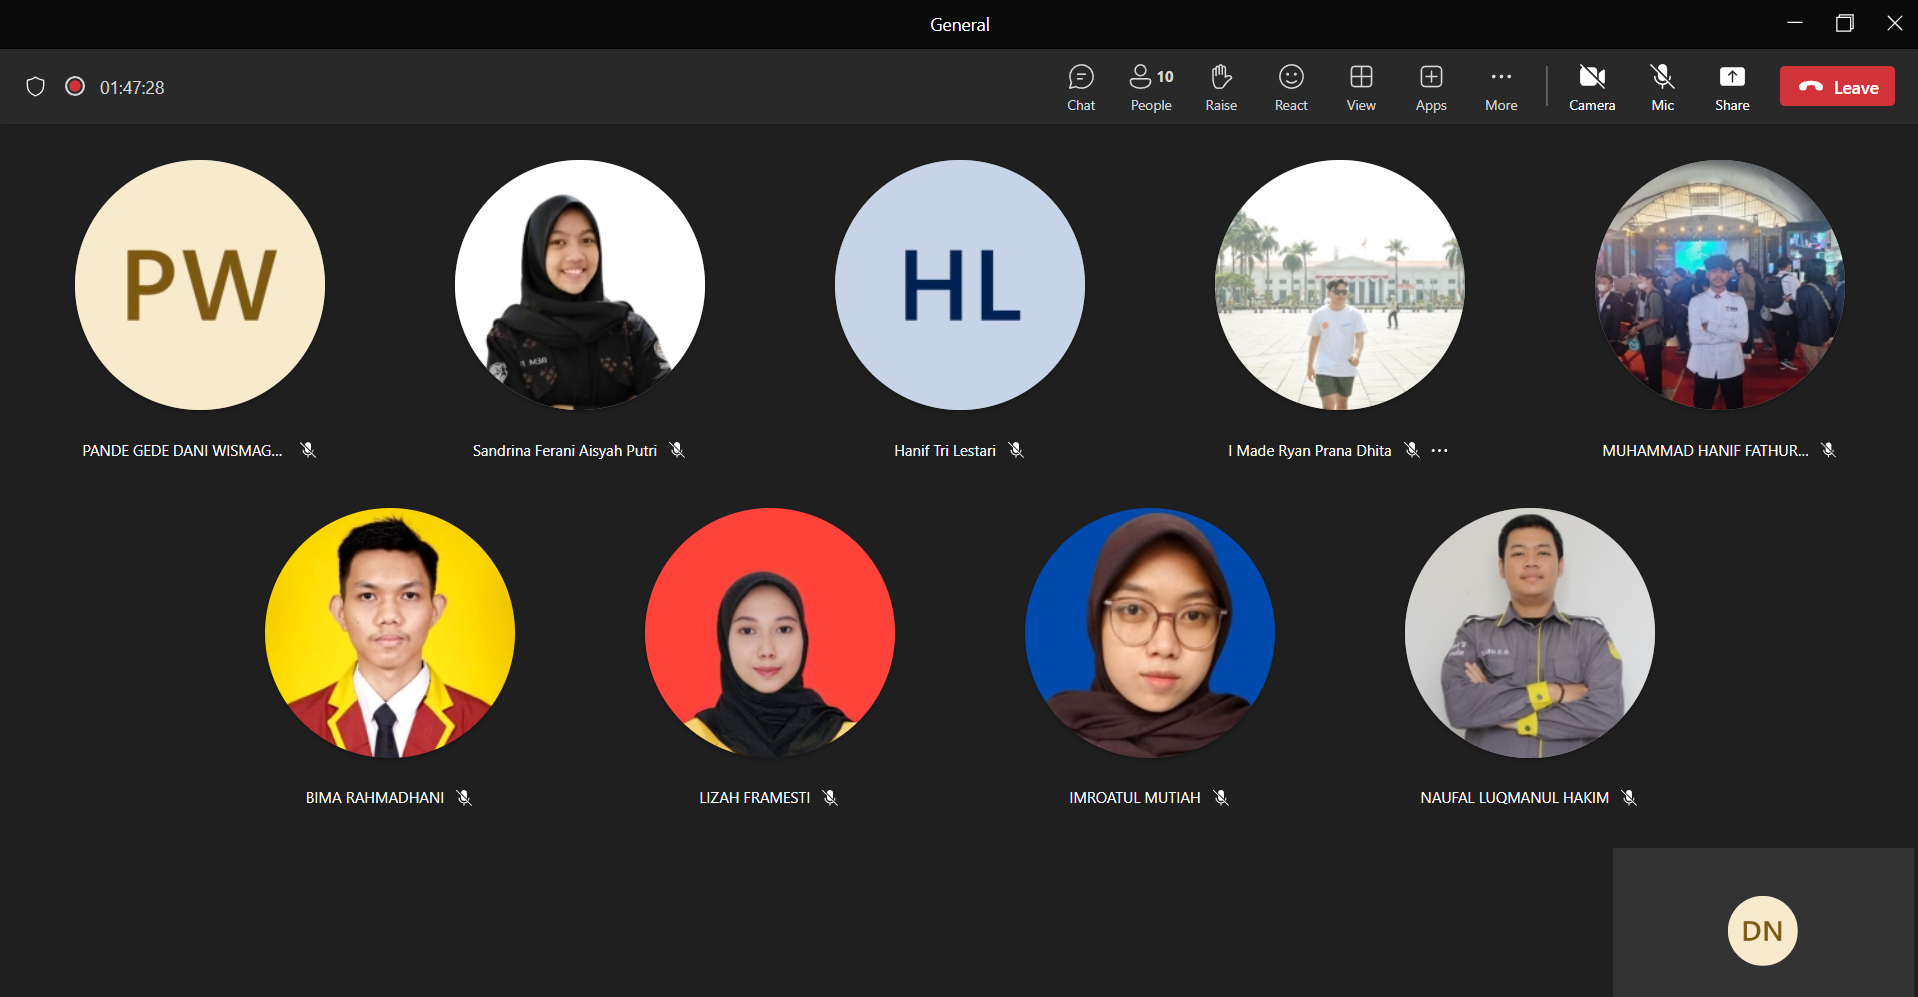 General
01:47:28
Chat
10
People
Raise
React
View
Apps
More
Camera
Mic
Share
Leave
PW
HL
PANDE GEDE DANI WISMAG...
Sandrina Ferani Aisyah Putri
Hanif Tri Lestari
I Made Ryan Prana Dhita
MUHAMMAD HANIF FATHUR...
BIMA RAHMADHANI
LIZAH FRAMESTI
IMROATUL MUTIAH
NAUFAL LUQMANUL HAKIM
DN